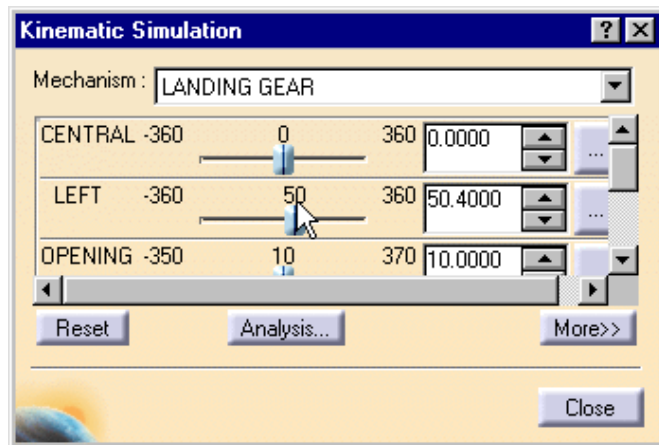 Kinematic Simulation ? X
Mechanism : LANDING GEAR
CENTRAL -360 0 360 0.0000 ...
LEFT -360 50 360 50.4000 ...
OPENING -350 10 370 10.0000
Reset Analysis... More>>
Close